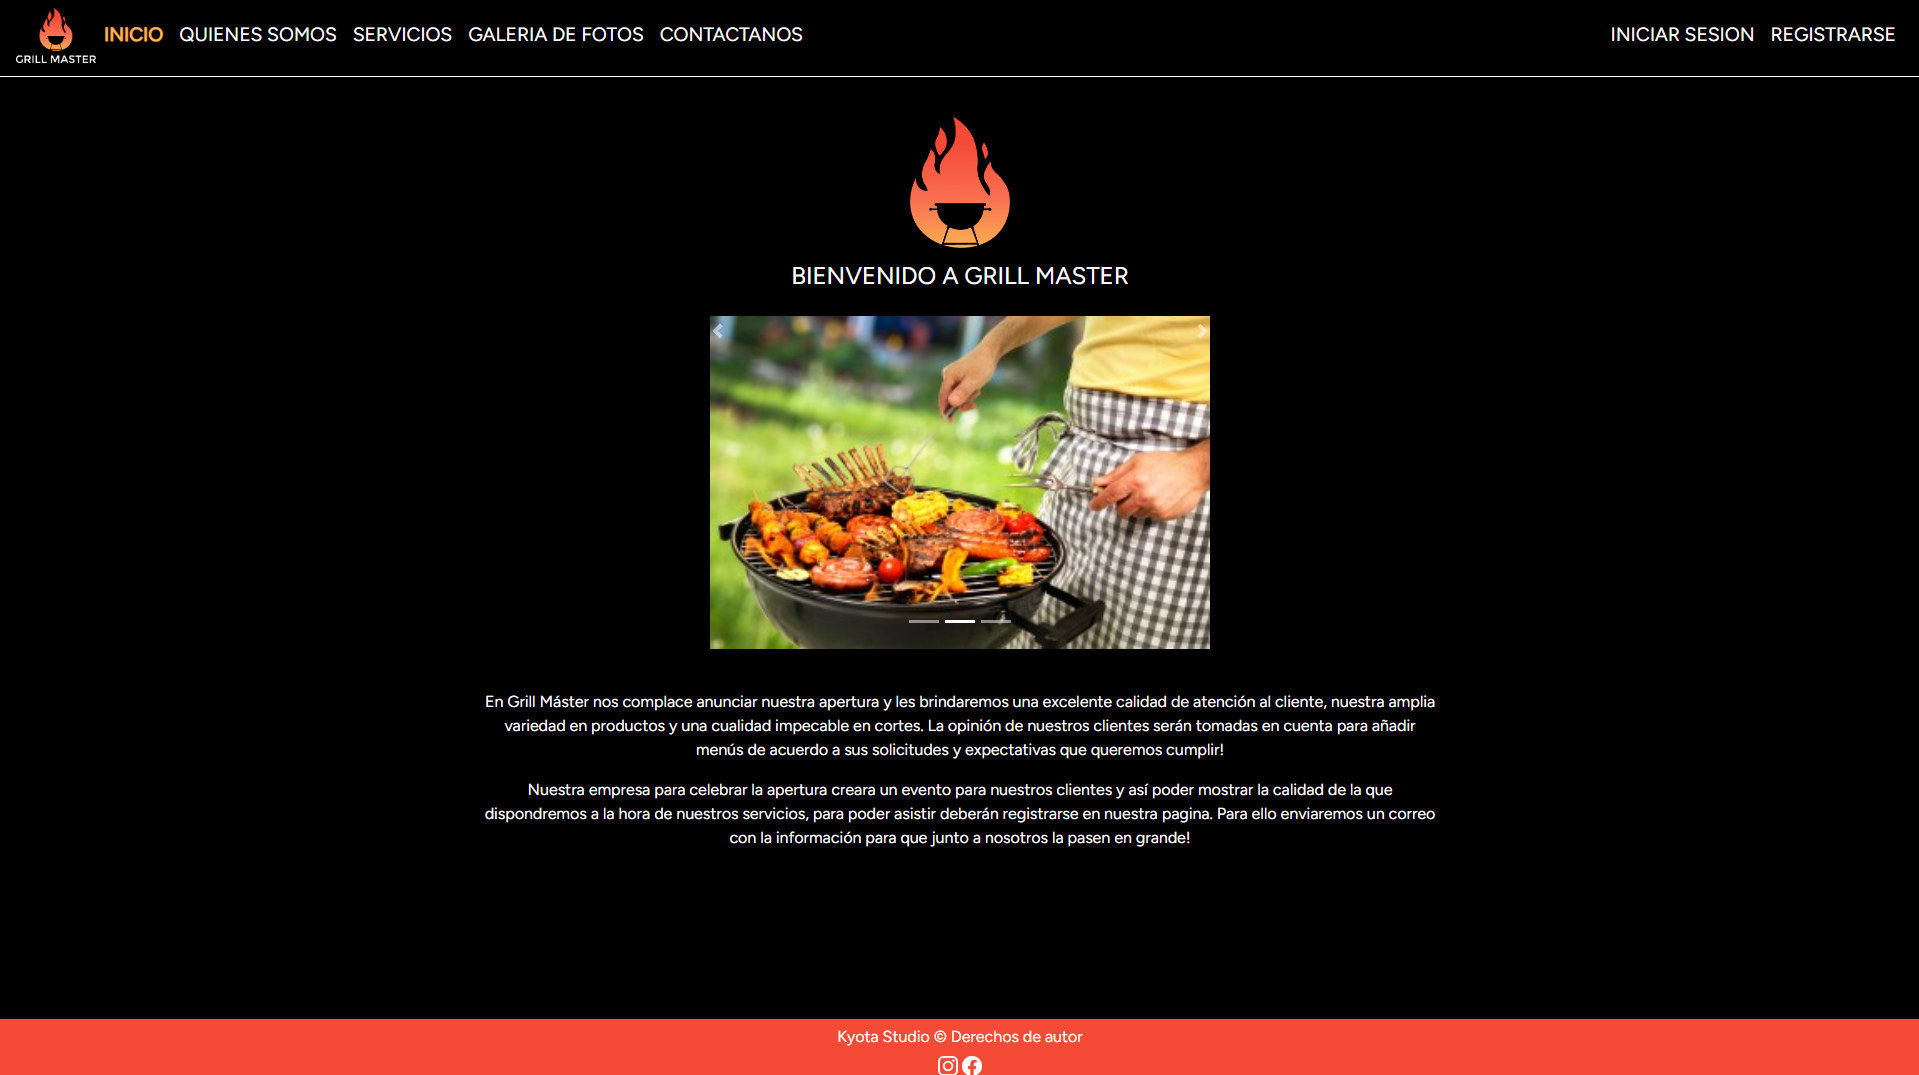 GRILL MASTER
INICIO QUIENES SOMOS SERVICIOS GALERIA DE FOTOS CONTACTANOS INICIAR SESION REGISTRARSE
BIENVENIDO A GRILL MASTER
En Grill Máster nos complace anunciar nuestra apertura y les brindaremos una excelente calidad de atención al cliente, nuestra amplia
variedad en productos y una cualidad impecable en cortes. La opinión de nuestros clientes serán tomadas en cuenta para añadir
menús de acuerdo a sus solicitudes y expectativas que queremos cumplir!
Nuestra empresa para celebrar la apertura creara un evento para nuestros clientes y así poder mostrar la calidad de la que
dispondremos a la hora de nuestros servicios, para poder asistir deberán registrarse en nuestra pagina. Para ello enviaremos un correo
con la información para que junto a nosotros la pasen en grande!
Kyota Studio © Derechos de autor